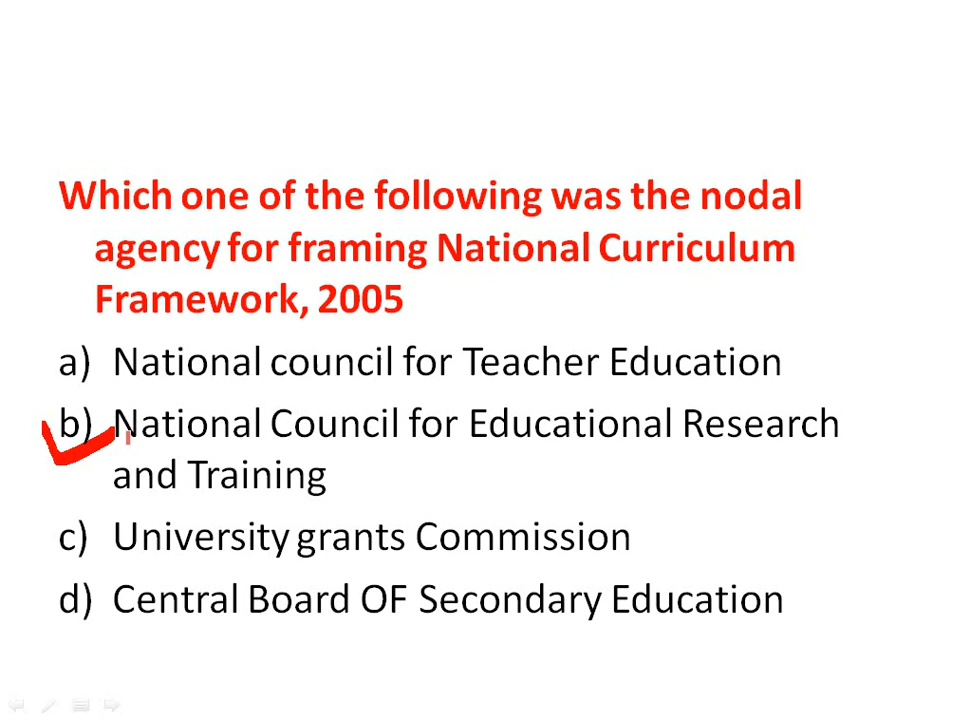 Which one of the following was the nodal
agency for framing National Curriculum
Framework, 2005
a) National council for Teacher Education
b) National Council for Educational Research
and Training
c) University grants Commission
d) Central Board OF Secondary Education